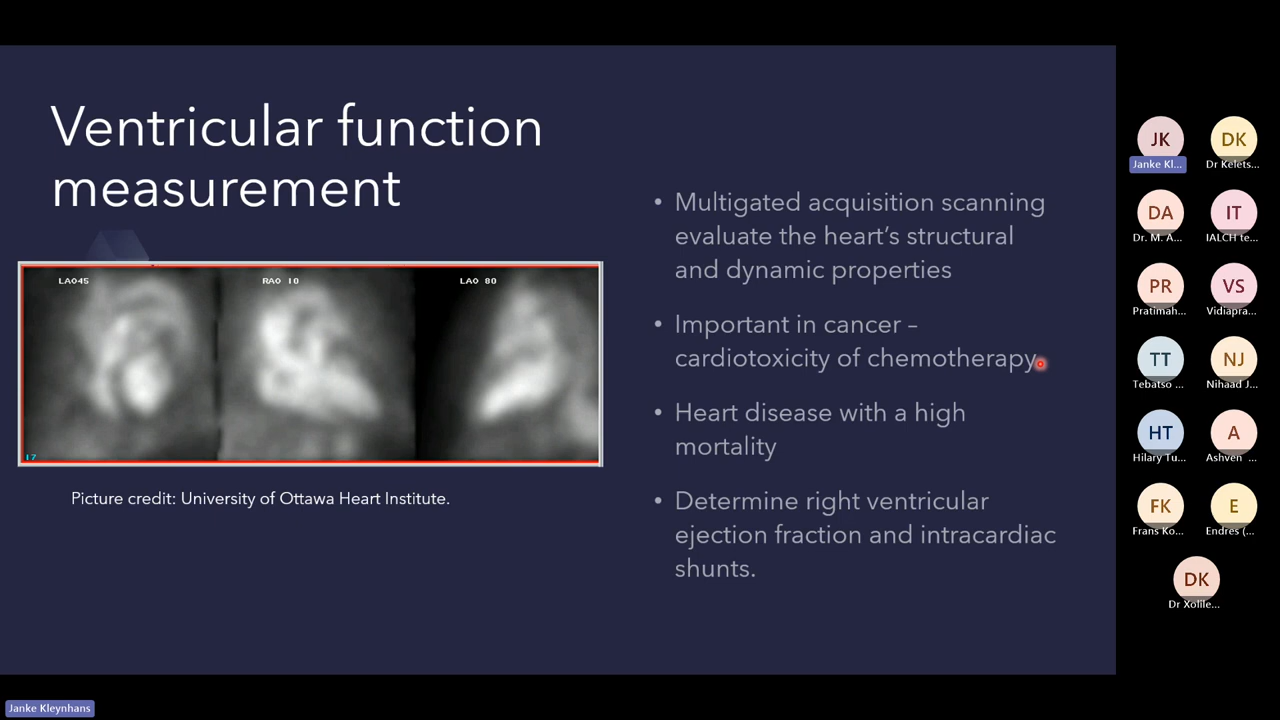 Ventricular function
measurement
LAO45
RAO 10
LAO 80
17
Picture credit: University of Ottawa Heart Institute.
• Multigated acquisition scanning
evaluate the heart’s structural
and dynamic properties
• Important in cancer –
cardiotoxicity of chemotherapy
• Heart disease with a high
mortality
• Determine right ventricular
ejection fraction and intracardiac
shunts.
JK
Janke Kl...
DK
Dr Kelets...
DA
Dr. M. A...
IT
IALCH te...
PR
Pratimah...
VS
Vidiapra...
TT
Tebatso ...
NJ
Nihaad J...
HT
Hilary Tu...
A
Ashven ...
FK
Frans Ko...
E
Endres (...
DK
Dr Xolile...
Janke Kleynhans